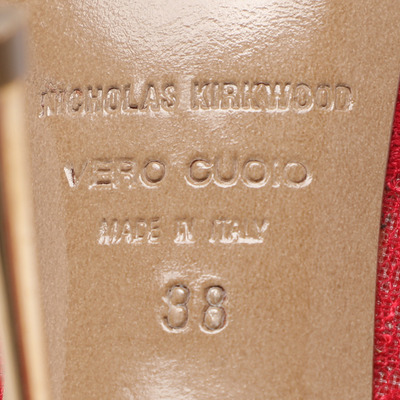 NICHOLAS KIRKWOOD
VERO CUOIO
MADE IN ITALY
38